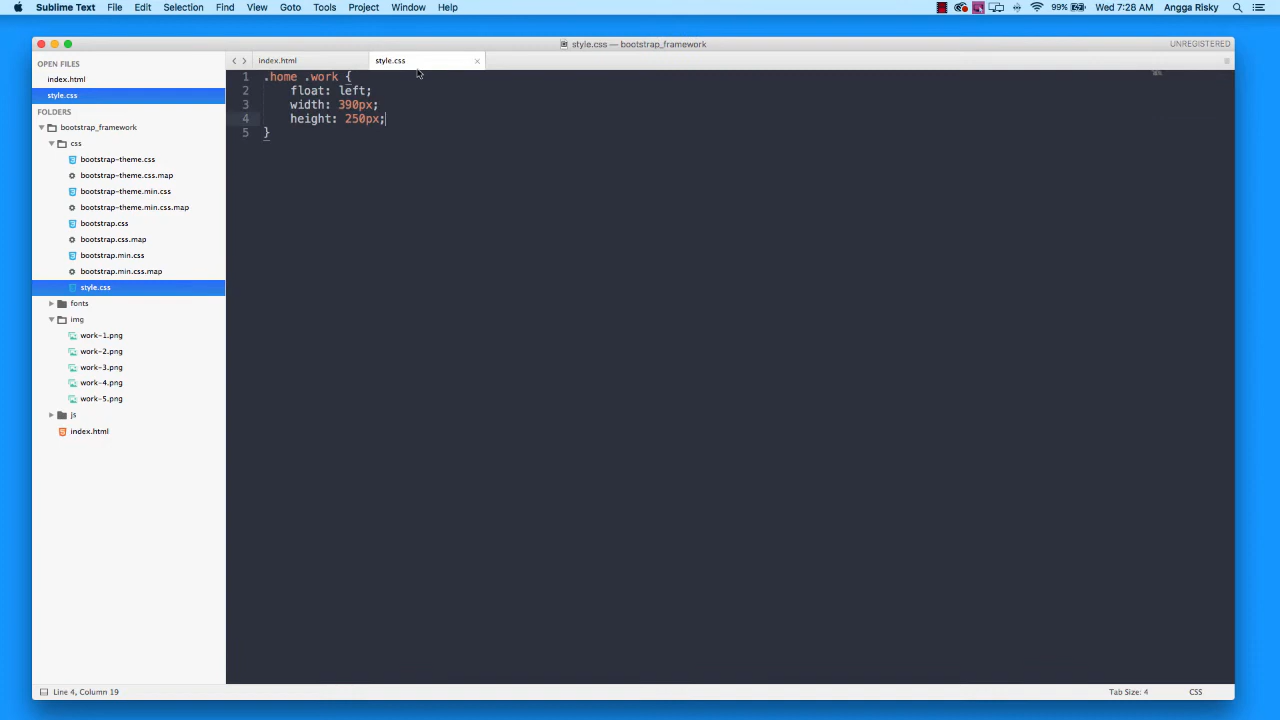 Sublime Text File Edit Selection Find View Goto Tools Project Window Help 99% Wed 7:28 AM Angga Risky
style.css — bootstrap_framework UNREGISTERED
OPEN FILES
index.html
style.css
FOLDERS
bootstrap_framework
css
bootstrap-theme.css
bootstrap-theme.css.map
bootstrap-theme.min.css
bootstrap-theme.min.css.map
bootstrap.css
bootstrap.css.map
bootstrap.min.css
bootstrap.min.css.map
style.css
fonts
img
work-1.png
work-2.png
work-3.png
work-4.png
work-5.png
js
index.html
index.html style.css
1 .home .work {
2 float: left;
3 width: 390px;
4 height: 250px;
5 }
Line 4, Column 19 Tab Size: 4 CSS